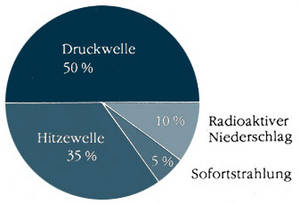 Druckwelle
50 %
10 %
Radioaktiver
Niederschlag
Hitzewelle
35 %
5 %
Sofortstrahlung